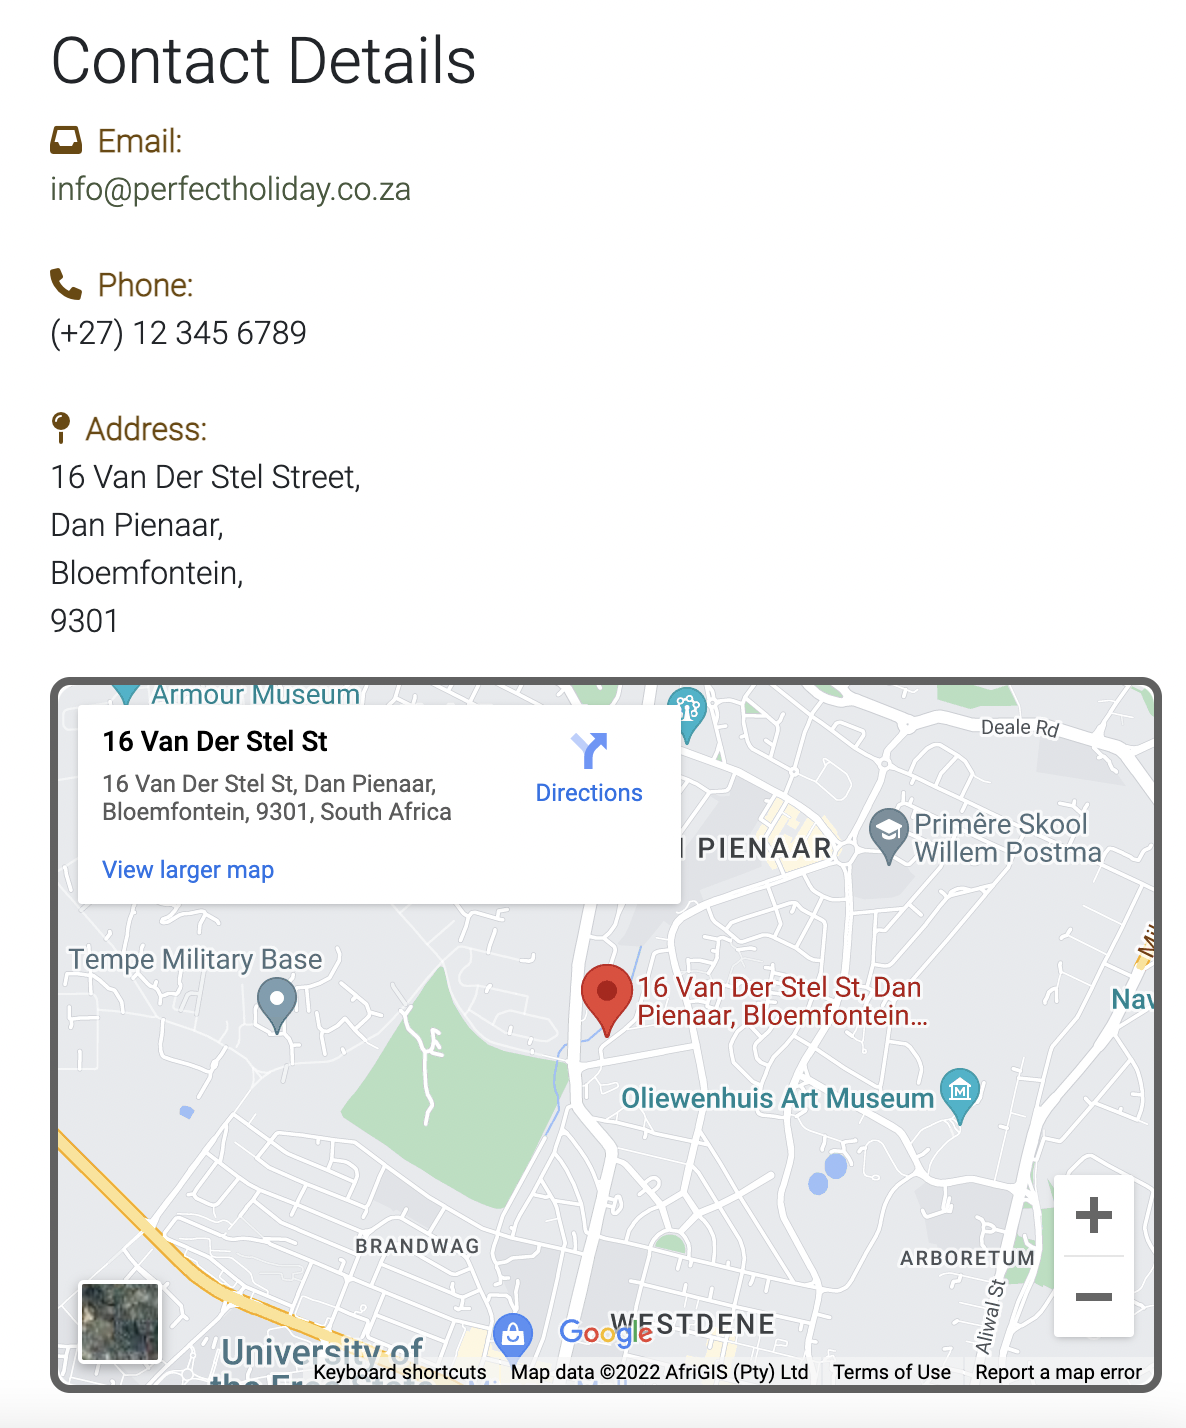 Contact Details
Email:
info@perfectholiday.co.za
Phone:
(+27) 12 345 6789
Address:
16 Van Der Stel Street,
Dan Pienaar,
Bloemfontein,
9301
Armour Museum
16 Van Der Stel St
16 Van Der Stel St, Dan Pienaar,
Bloemfontein, 9301, South Africa
Directions
View larger map
Deale Rd
PIENAAR
Primêre Skool
Willem Postma
Tempe Military Base
16 Van Der Stel St, Dan
Pienaar, Bloemfontein...
Nav
Oliewenhuis Art Museum
BRANDWAG
ARBORETUM
Aliwal St
WESTDENE
Google
University of
the Free State
Keyboard shortcuts
Map data ©2022 AfriGIS (Pty) Ltd
Terms of Use
Report a map error